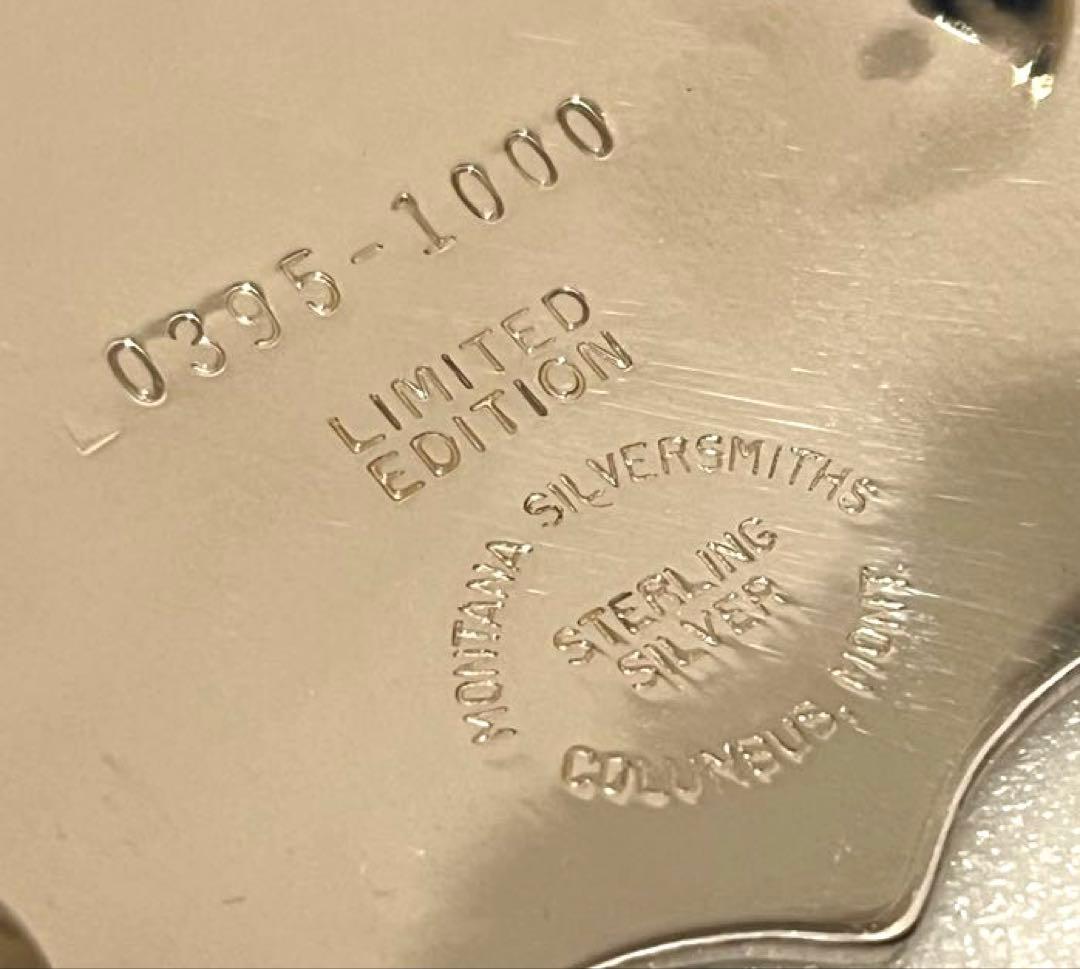 L 0395-1000
LIMITED
EDITION
MONTANA SILVERSMITHS
STERLING
SILVER
COLUMBUS, MONT.